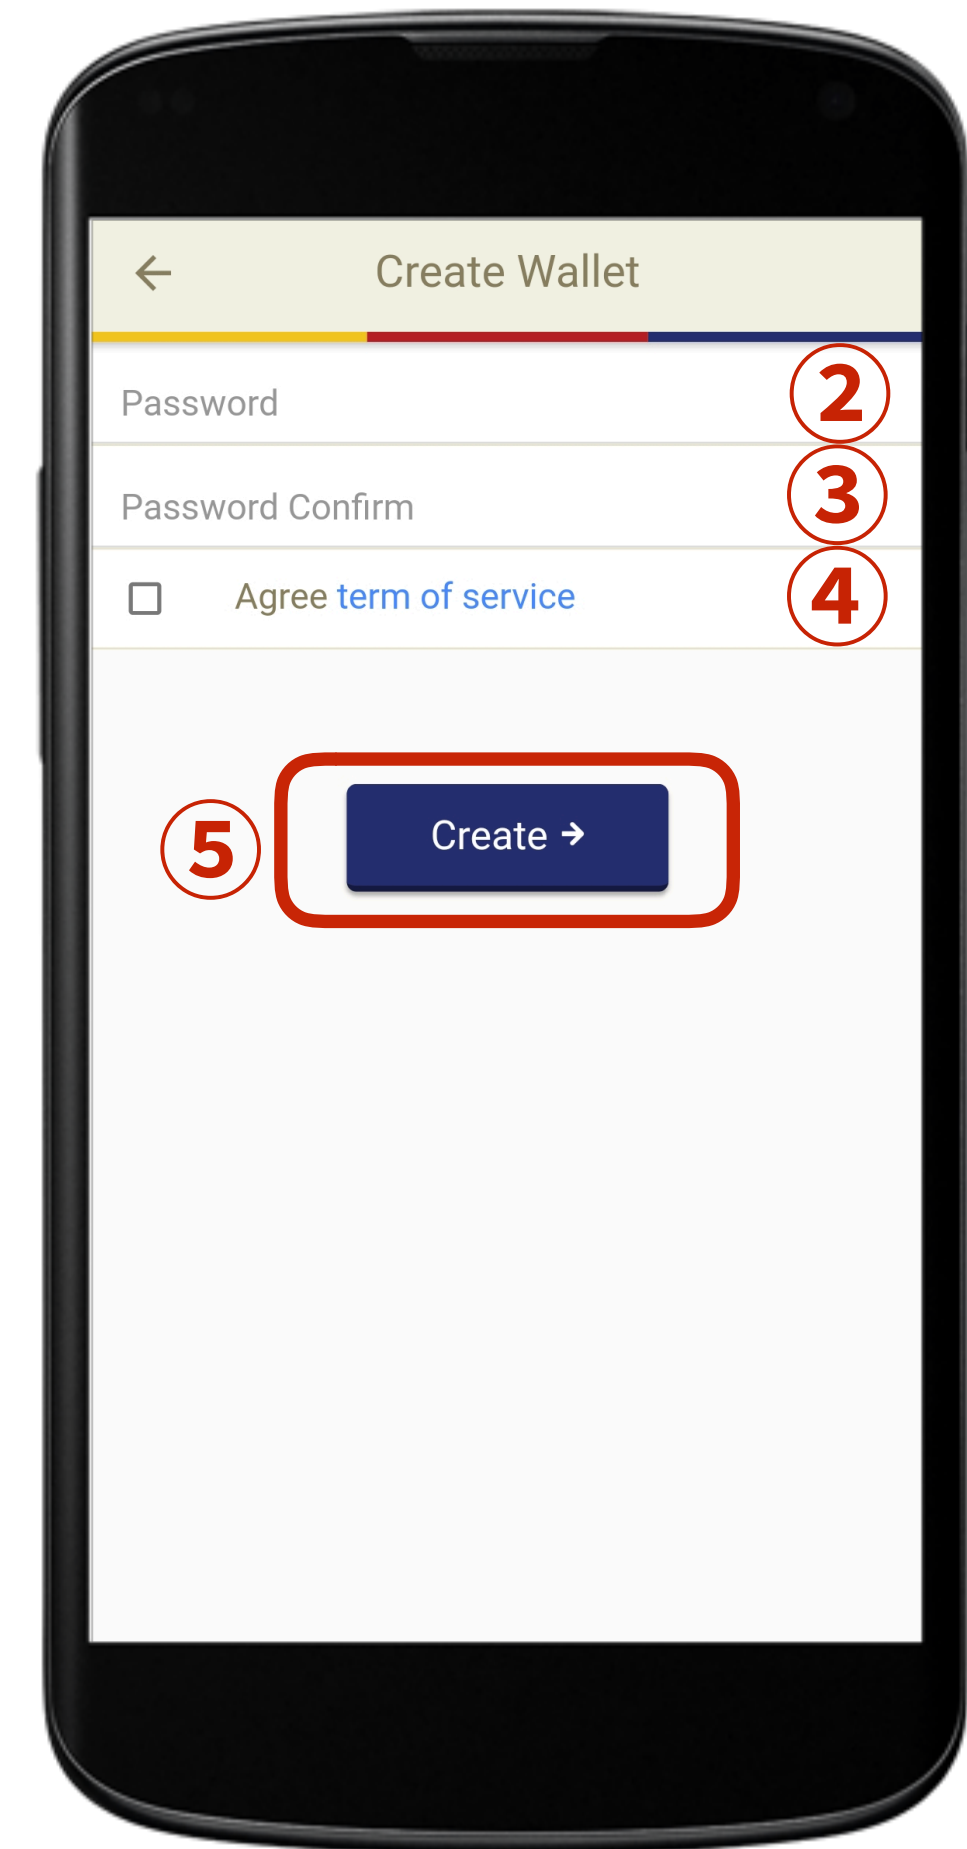 Create Wallet
Password ②
Password Confirm ③
Agree term of service ④
⑤ Create →